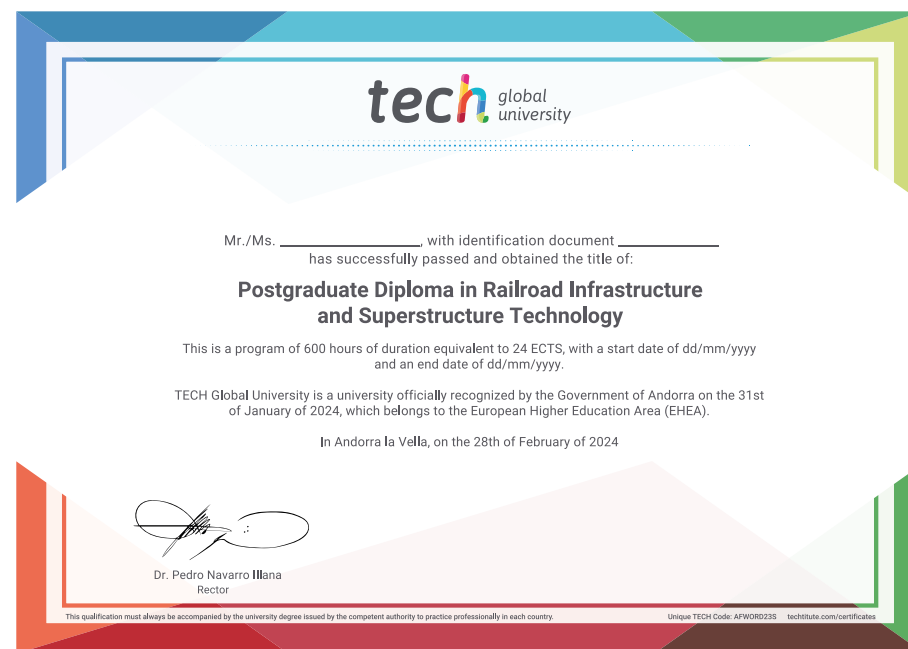 tech global
university
Mr./Ms. ____________, with identification document ____________
has successfully passed and obtained the title of:
Postgraduate Diploma in Railroad Infrastructure
and Superstructure Technology
This is a program of 600 hours of duration equivalent to 24 ECTS, with a start date of dd/mm/yyyy
and an end date of dd/mm/yyyy.
TECH Global University is a university officially recognized by the Government of Andorra on the 31st
of January of 2024, which belongs to the European Higher Education Area (EHEA).
In Andorra la Vella, on the 28th of February of 2024
Dr. Pedro Navarro Illana
Rector
This qualification must always be accompanied by the university degree issued by the competent authority to practice professionally in each country.
Unique TECH Code: AFWORD23S techtitute.com/certificates